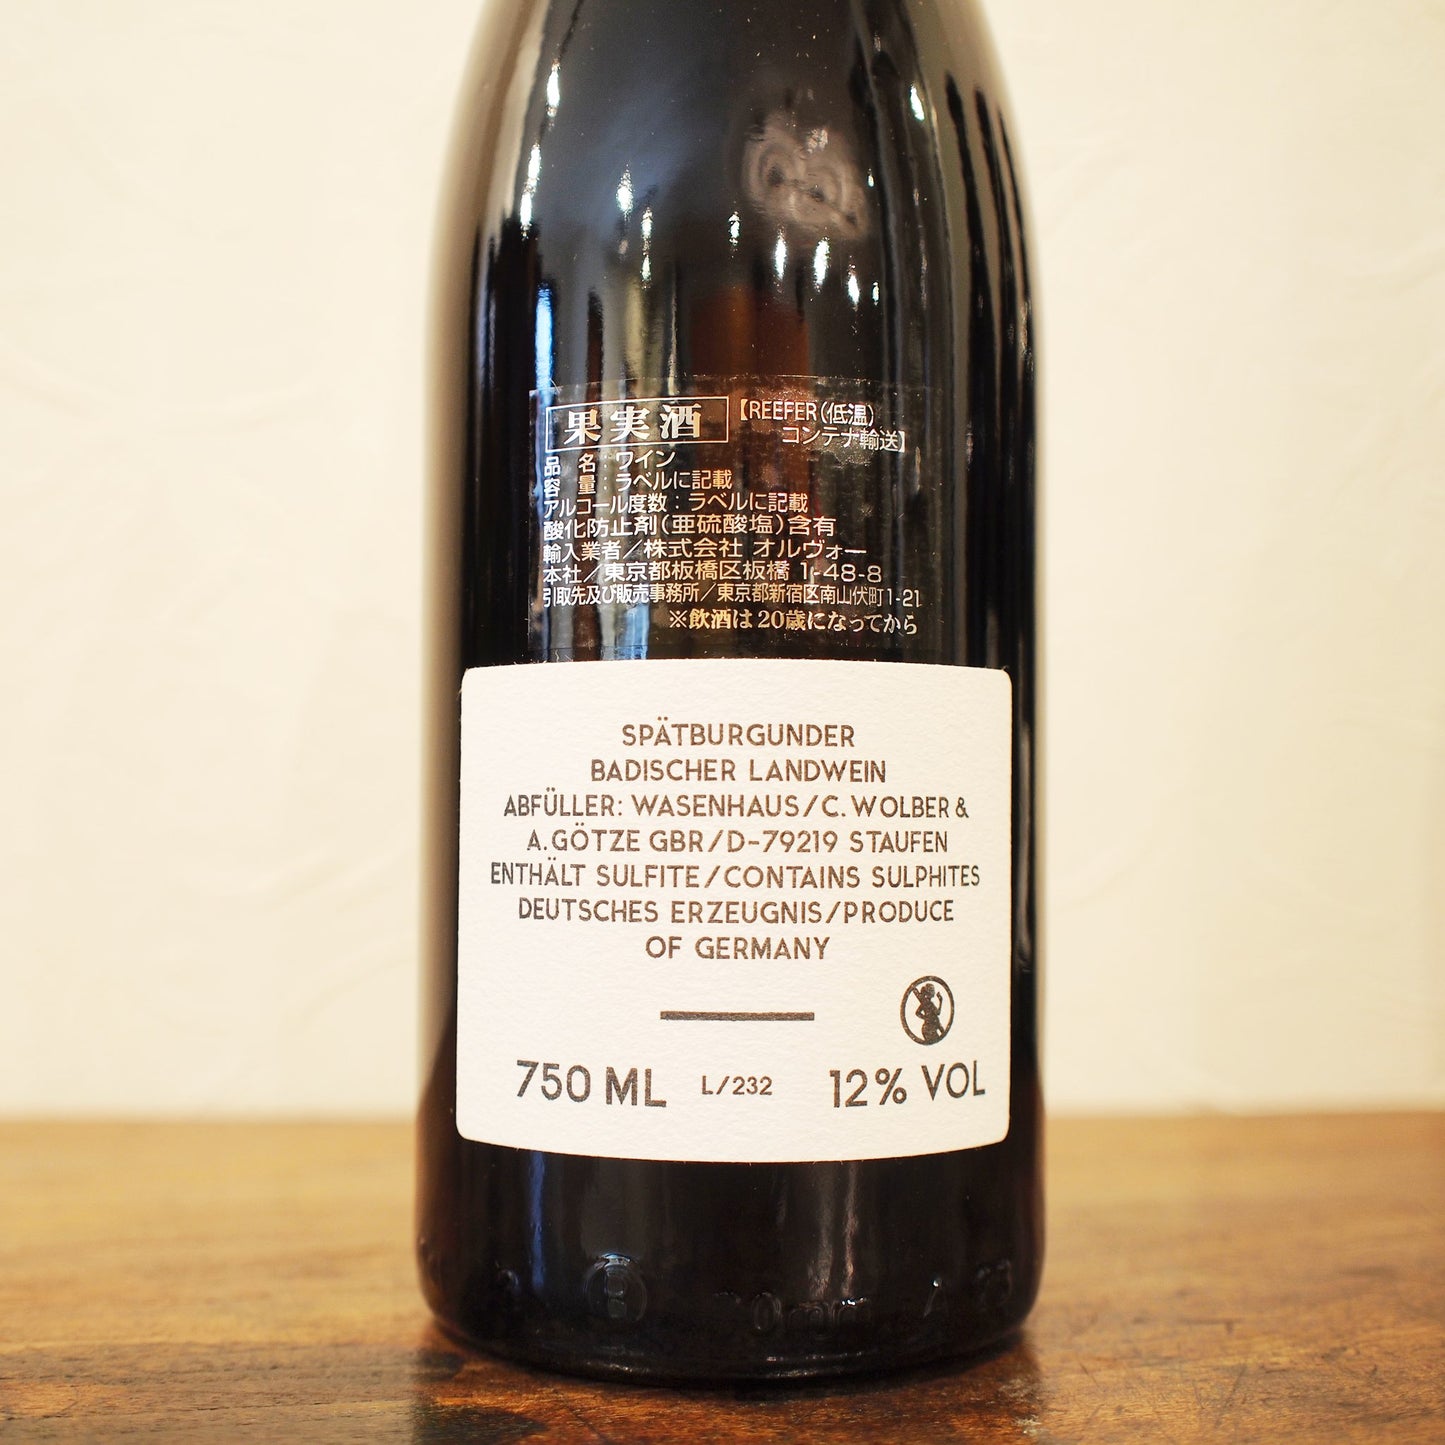 果実酒 【REEFER(低温)
コンテナ輸送】
品 名:ワイン
容 量:ラベルに記載
アルコール度数:ラベルに記載
酸化防止剤(亜硫酸塩)含有
輸入業者/株式会社 オルヴォー
本社/東京都板橋区板橋 1-48-8
引取先及び販売事務所/東京都新宿区南山伏町1-21
※飲酒は20歳になってから
SPÄTBURGUNDER
BADISCHER LANDWEIN
ABFÜLLER: WASENHAUS/C. WOLBER &
A. GÖTZE GBR/D-79219 STAUFEN
ENTHÄLT SULFITE/CONTAINS SULPHITES
DEUTSCHES ERZEUGNIS/PRODUCE
OF GERMANY
750 ML L/232 12% VOL